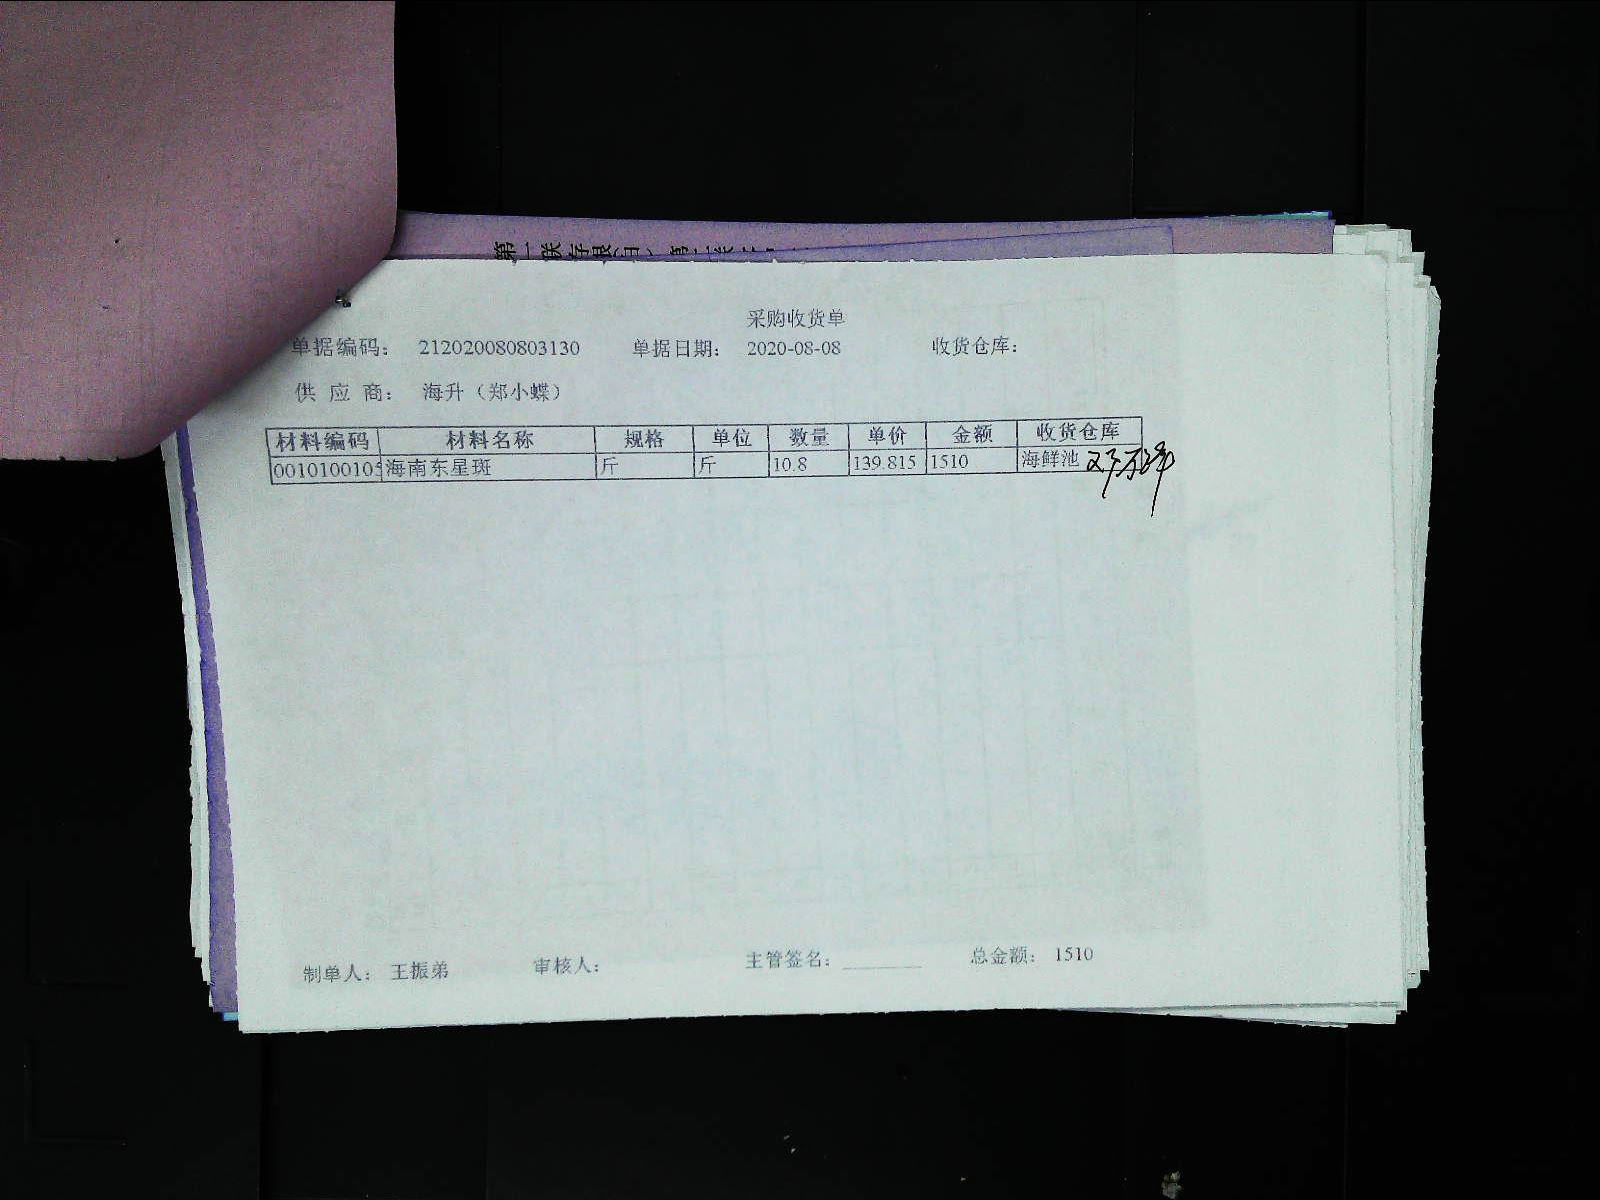 采购收货单
单据编码： 212020080803130 单据日期： 2020-08-08 收货仓库：
供 应 商： 海升（郑小蝶）
材料编码 材料名称 规格 单位 数量 单价 金额 收货仓库
0010100105 海南东星斑 斤 斤 10.8 139.815 1510 海鲜池
制单人： 王振弟 审核人： 主管签名： 总金额： 1510